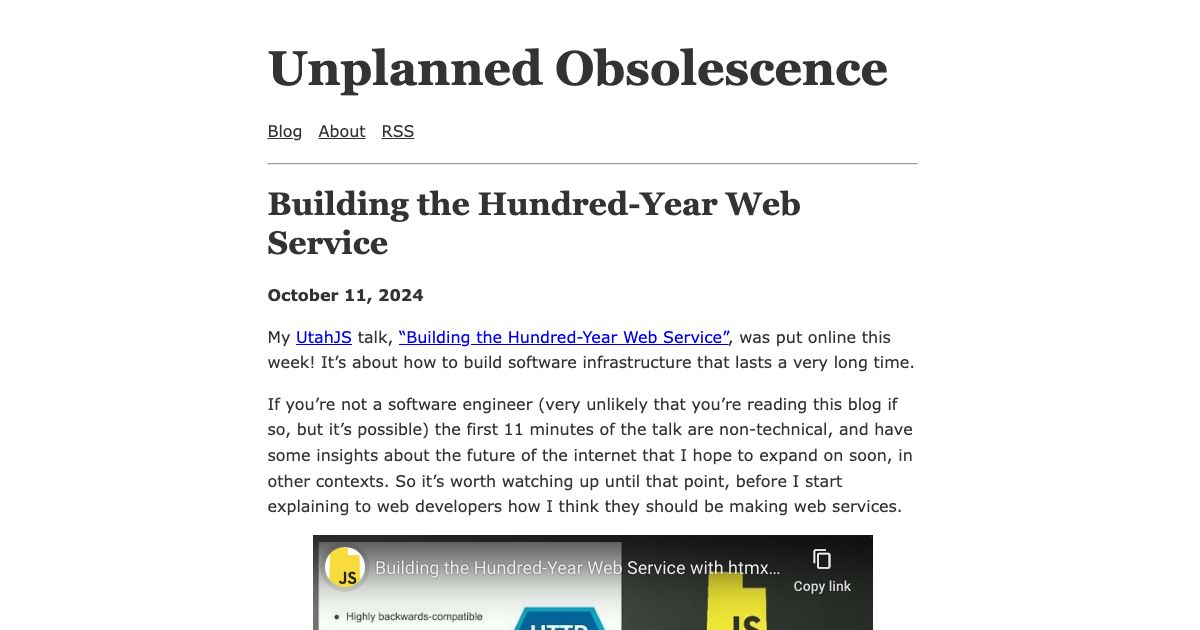 Unplanned Obsolescence
Blog About RSS
Building the Hundred-Year Web
Service
October 11, 2024
My UtahJS talk, “Building the Hundred-Year Web Service”, was put online this
week! It’s about how to build software infrastructure that lasts a very long time.
If you’re not a software engineer (very unlikely that you’re reading this blog if
so, but it’s possible) the first 11 minutes of the talk are non-technical, and have
some insights about the future of the internet that I hope to expand on soon, in
other contexts. So it’s worth watching up until that point, before I start
explaining to web developers how I think they should be making web services.
JS Building the Hundred-Year Web Service with htmx...
Copy link
• Highly backwards-compatible
HTTP
JS